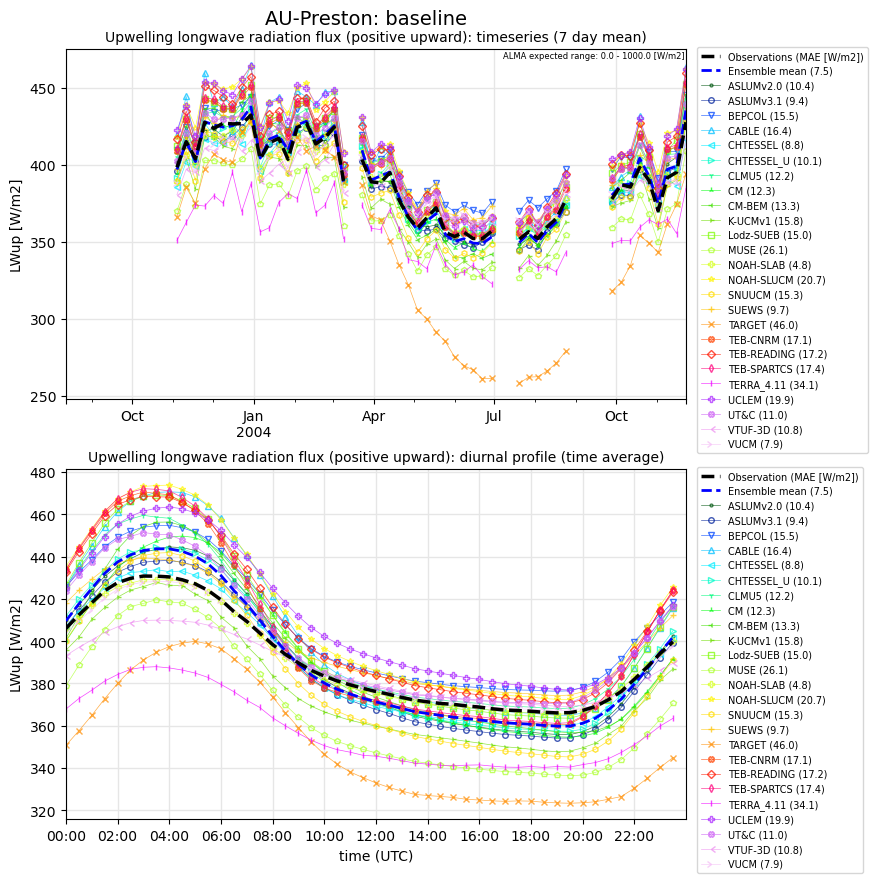 AU-Preston: baseline
Upwelling longwave radiation flux (positive upward): timeseries (7 day mean)
ALMA expected range: 0.0 - 1000.0 [W/m2]
LWup [W/m2]
450
400
350
300
250
Oct
Jan
2004
Apr
Jul
Oct
Observations (MAE [W/m2])
Ensemble mean (7.5)
ASLUMv2.0 (10.4)
ASLUMv3.1 (9.4)
BEPCOL (15.5)
CABLE (16.4)
CHTESSEL (8.8)
CHTESSEL_U (10.1)
CLMU5 (12.2)
CM (12.3)
CM-BEM (13.3)
K-UCMv1 (15.8)
Lodz-SUEB (15.0)
MUSE (26.1)
NOAH-SLAB (4.8)
NOAH-SLUCM (20.7)
SNUUCM (15.3)
SUEWS (9.7)
TARGET (46.0)
TEB-CNRM (17.1)
TEB-READING (17.2)
TEB-SPARTCS (17.4)
TERRA_4.11 (34.1)
UCLEM (19.9)
UT&C (11.0)
VTUF-3D (10.8)
VUCM (7.9)
Upwelling longwave radiation flux (positive upward): diurnal profile (time average)
LWup [W/m2]
480
460
440
420
400
380
360
340
320
00:00
02:00
04:00
06:00
08:00
10:00
12:00
14:00
16:00
18:00
20:00
22:00
time (UTC)
Observation (MAE [W/m2])
Ensemble mean (7.5)
ASLUMv2.0 (10.4)
ASLUMv3.1 (9.4)
BEPCOL (15.5)
CABLE (16.4)
CHTESSEL (8.8)
CHTESSEL_U (10.1)
CLMU5 (12.2)
CM (12.3)
CM-BEM (13.3)
K-UCMv1 (15.8)
Lodz-SUEB (15.0)
MUSE (26.1)
NOAH-SLAB (4.8)
NOAH-SLUCM (20.7)
SNUUCM (15.3)
SUEWS (9.7)
TARGET (46.0)
TEB-CNRM (17.1)
TEB-READING (17.2)
TEB-SPARTCS (17.4)
TERRA_4.11 (34.1)
UCLEM (19.9)
UT&C (11.0)
VTUF-3D (10.8)
VUCM (7.9)